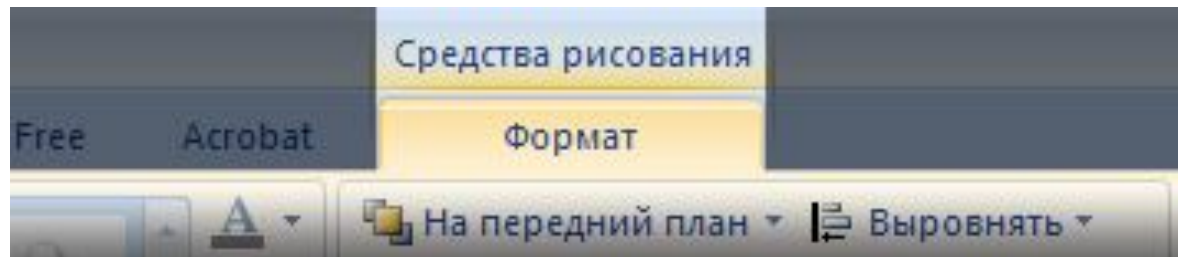 Средства рисования
Free Acrobat Формат
A
На передний план Выровнять